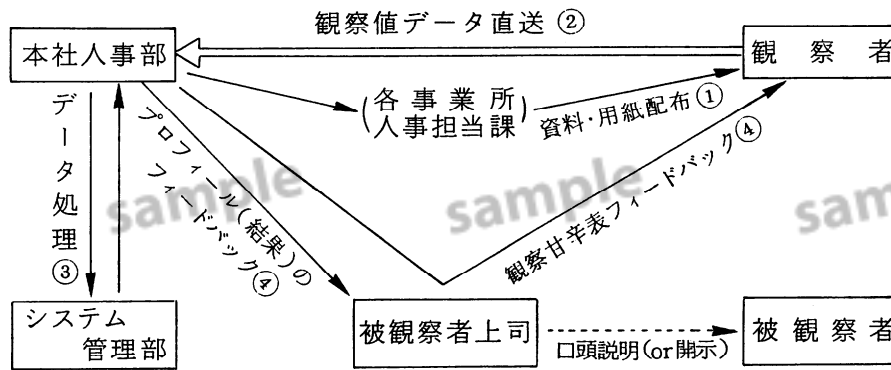 観察値データ直送 ②
本社人事部
観察者
(各事業所
人事担当課)
資料・用紙配布①
データ処理③
プロフィール(結果)の
フィードバック④
観察甘辛表フィードバック④
sample
sample
sample
システム
管理部
被観察者上司
口頭説明(or開示)
被観察者